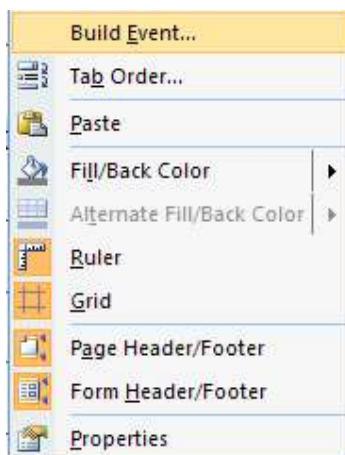 Build Event...
Tab Order...
Paste
Fill/Back Color
Alternate Fill/Back Color
Ruler
Grid
Page Header/Footer
Form Header/Footer
Properties